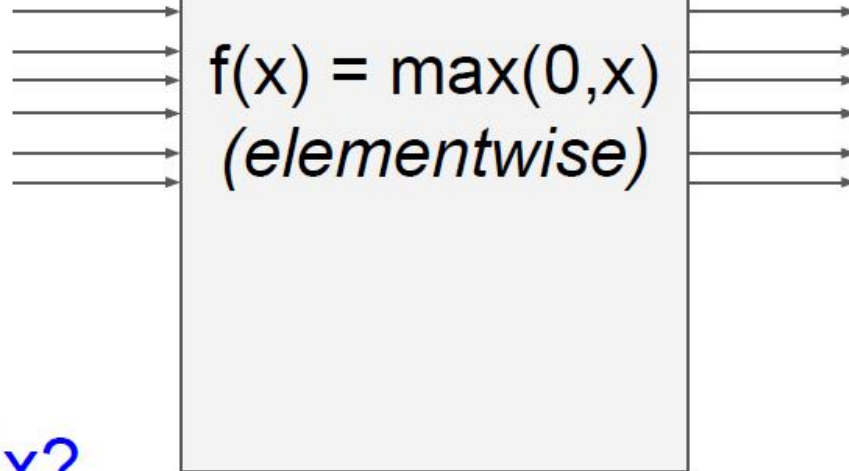 f(x) = max(0,x)
(elementwise)
x?